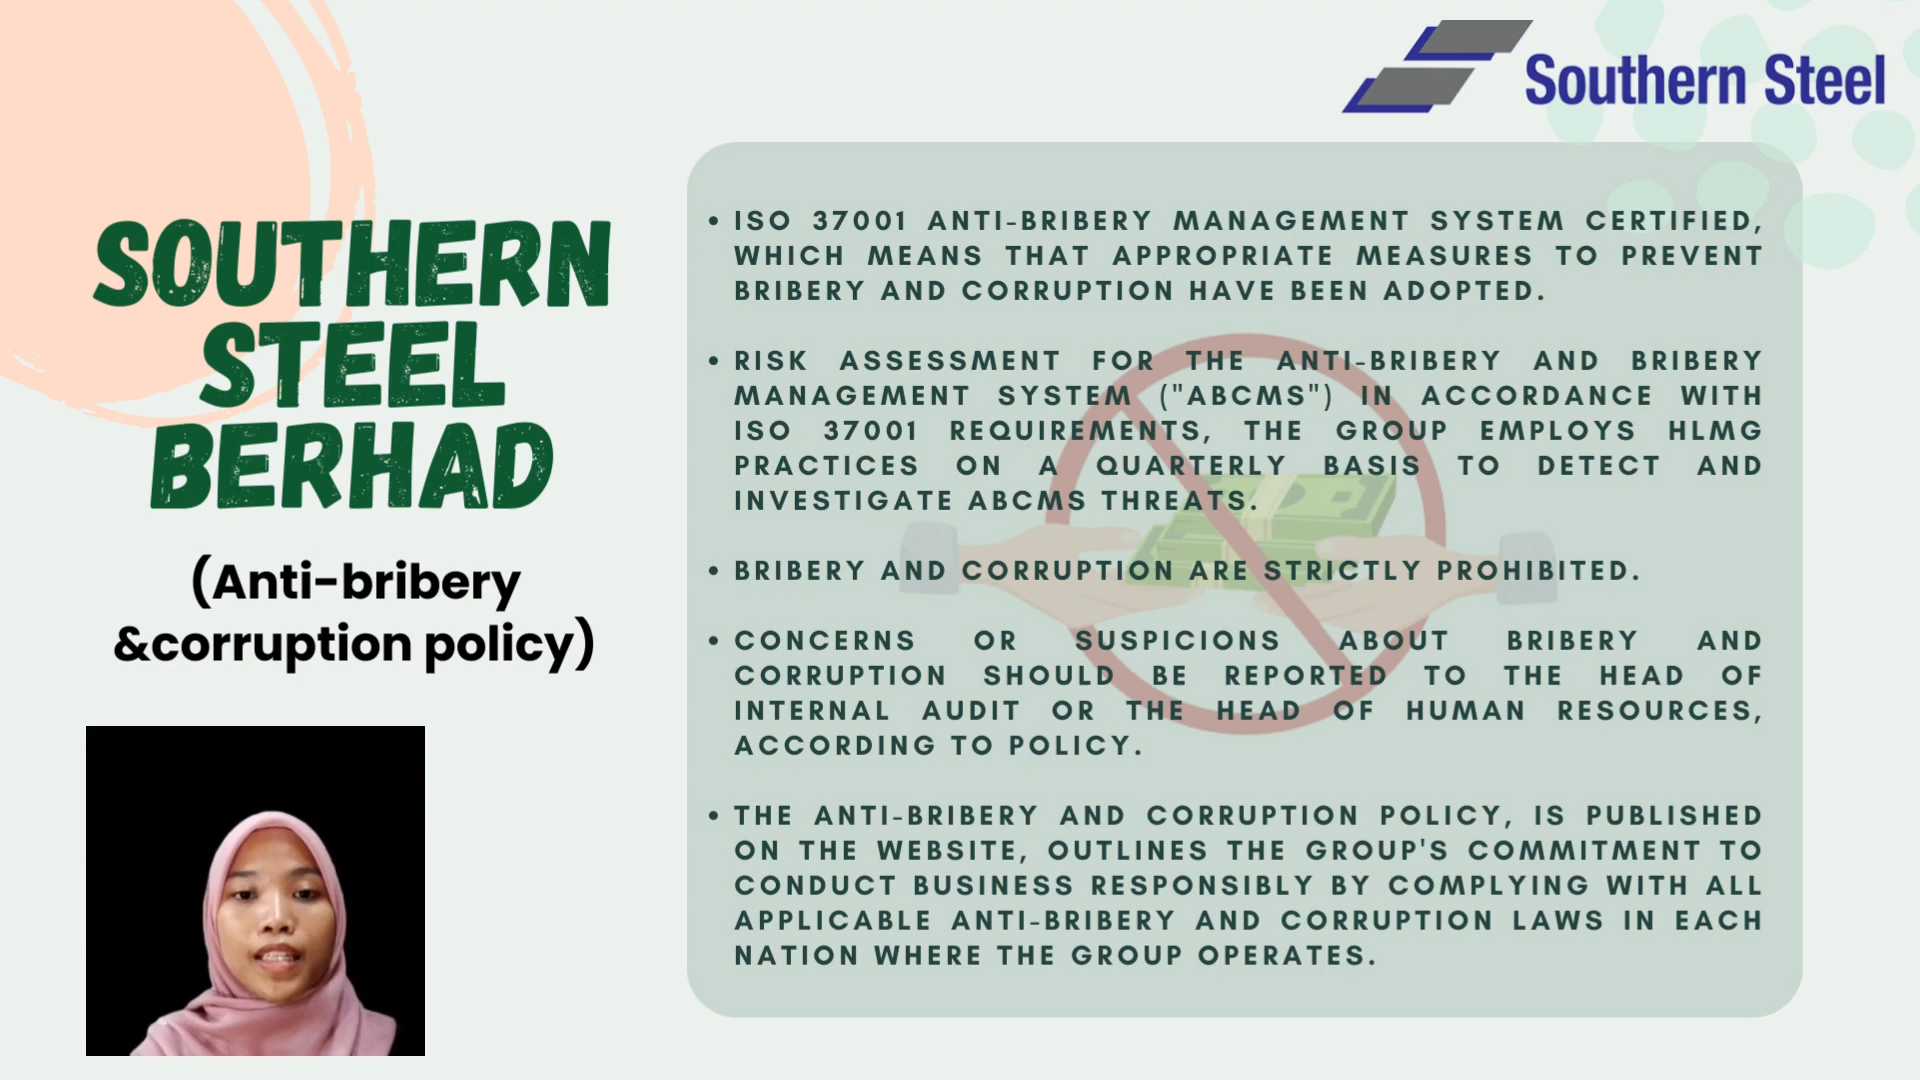 Southern Steel
SOUTHERN
STEEL
BERHAD
(Anti-bribery
&corruption policy)
• ISO 37001 ANTI-BRIBERY MANAGEMENT SYSTEM CERTIFIED,
WHICH MEANS THAT APPROPRIATE MEASURES TO PREVENT
BRIBERY AND CORRUPTION HAVE BEEN ADOPTED.
• RISK ASSESSMENT FOR THE ANTI-BRIBERY AND BRIBERY
MANAGEMENT SYSTEM ("ABCMS") IN ACCORDANCE WITH
ISO 37001 REQUIREMENTS, THE GROUP EMPLOYS HLMG
PRACTICES ON A QUARTERLY BASIS TO DETECT AND
INVESTIGATE ABCMS THREATS.
• BRIBERY AND CORRUPTION ARE STRICTLY PROHIBITED.
• CONCERNS OR SUSPICIONS ABOUT BRIBERY AND
CORRUPTION SHOULD BE REPORTED TO THE HEAD OF
INTERNAL AUDIT OR THE HEAD OF HUMAN RESOURCES,
ACCORDING TO POLICY.
• THE ANTI-BRIBERY AND CORRUPTION POLICY, IS PUBLISHED
ON THE WEBSITE, OUTLINES THE GROUP'S COMMITMENT TO
CONDUCT BUSINESS RESPONSIBLY BY COMPLYING WITH ALL
APPLICABLE ANTI-BRIBERY AND CORRUPTION LAWS IN EACH
NATION WHERE THE GROUP OPERATES.